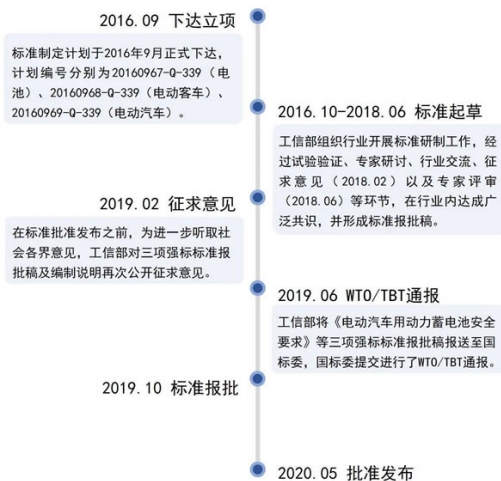 2016.09 下达立项
标准制定计划于2016年9月正式下达，
计划编号分别为20160967-Q-339（电
池）、20160968-Q-339（电动客车）、
20160969-Q-339（电动汽车）。
2016.10-2018.06 标准起草
工信部组织行业开展标准研制工作，经
过试验验证、专家研讨、行业交流、征
求意见（2018.02）以及专家评审
（2018.06）等环节，在行业内达成广
泛共识，并形成标准报批稿。
2019.02 征求意见
在标准批准发布之前，为进一步听取社
会各界意见，工信部对三项强标标准报
批稿及编制说明再次公开征求意见。
2019.06 WTO/TBT通报
工信部将《电动汽车用动力蓄电池安全
要求》等三项强标标准报批稿报送至国
标委，国标委提交进行了WTO/TBT通报。
2019.10 标准报批
2020.05 批准发布